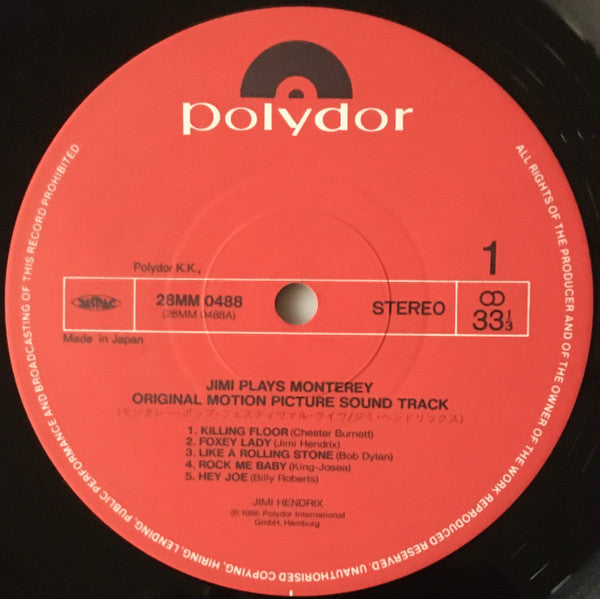 polydor
ALL RIGHTS OF THE PRODUCER AND OF THE OWNER OF THE WORK REPRODUCED RESERVED. UNAUTHORISED COPYING, HIRING, LENDING, PUBLIC PERFORMANCE AND BROADCASTING OF THIS RECORD PROHIBITED.
1
Polydor K.K.,
28MM 0488
(28MM 0488A)
STEREO
33 1/3
Made in Japan
JIMI PLAYS MONTEREY
ORIGINAL MOTION PICTURE SOUND TRACK
(モンタレー・ポップ・フェスティヴァル・ライヴ/ジミ・ヘンドリックス)
1. KILLING FLOOR (Chester Burnett)
2. FOXEY LADY (Jimi Hendrix)
3. LIKE A ROLLING STONE (Bob Dylan)
4. ROCK ME BABY (King-Josea)
5. HEY JOE (Billy Roberts)
JIMI HENDRIX
℗ 1986 Polydor International
GmbH, Hamburg